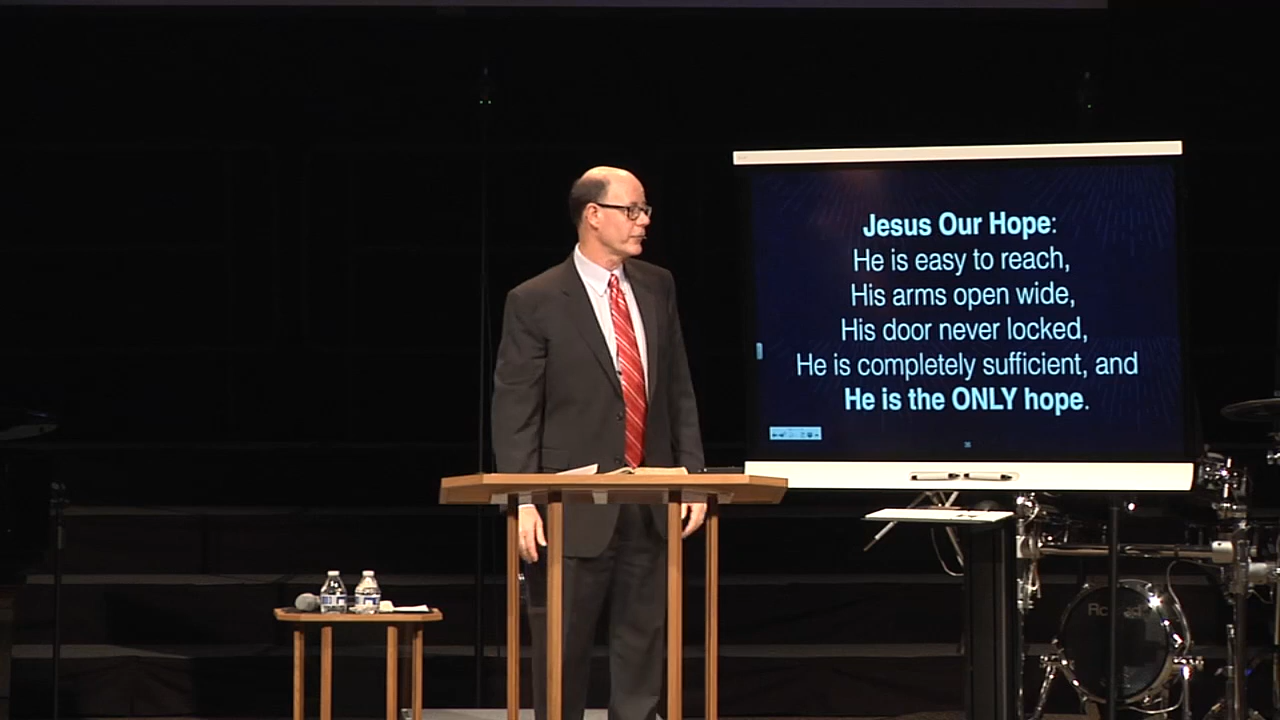 Jesus Our Hope:
He is easy to reach,
His arms open wide,
His door never locked,
He is completely sufficient, and
He is the ONLY hope.
Roland